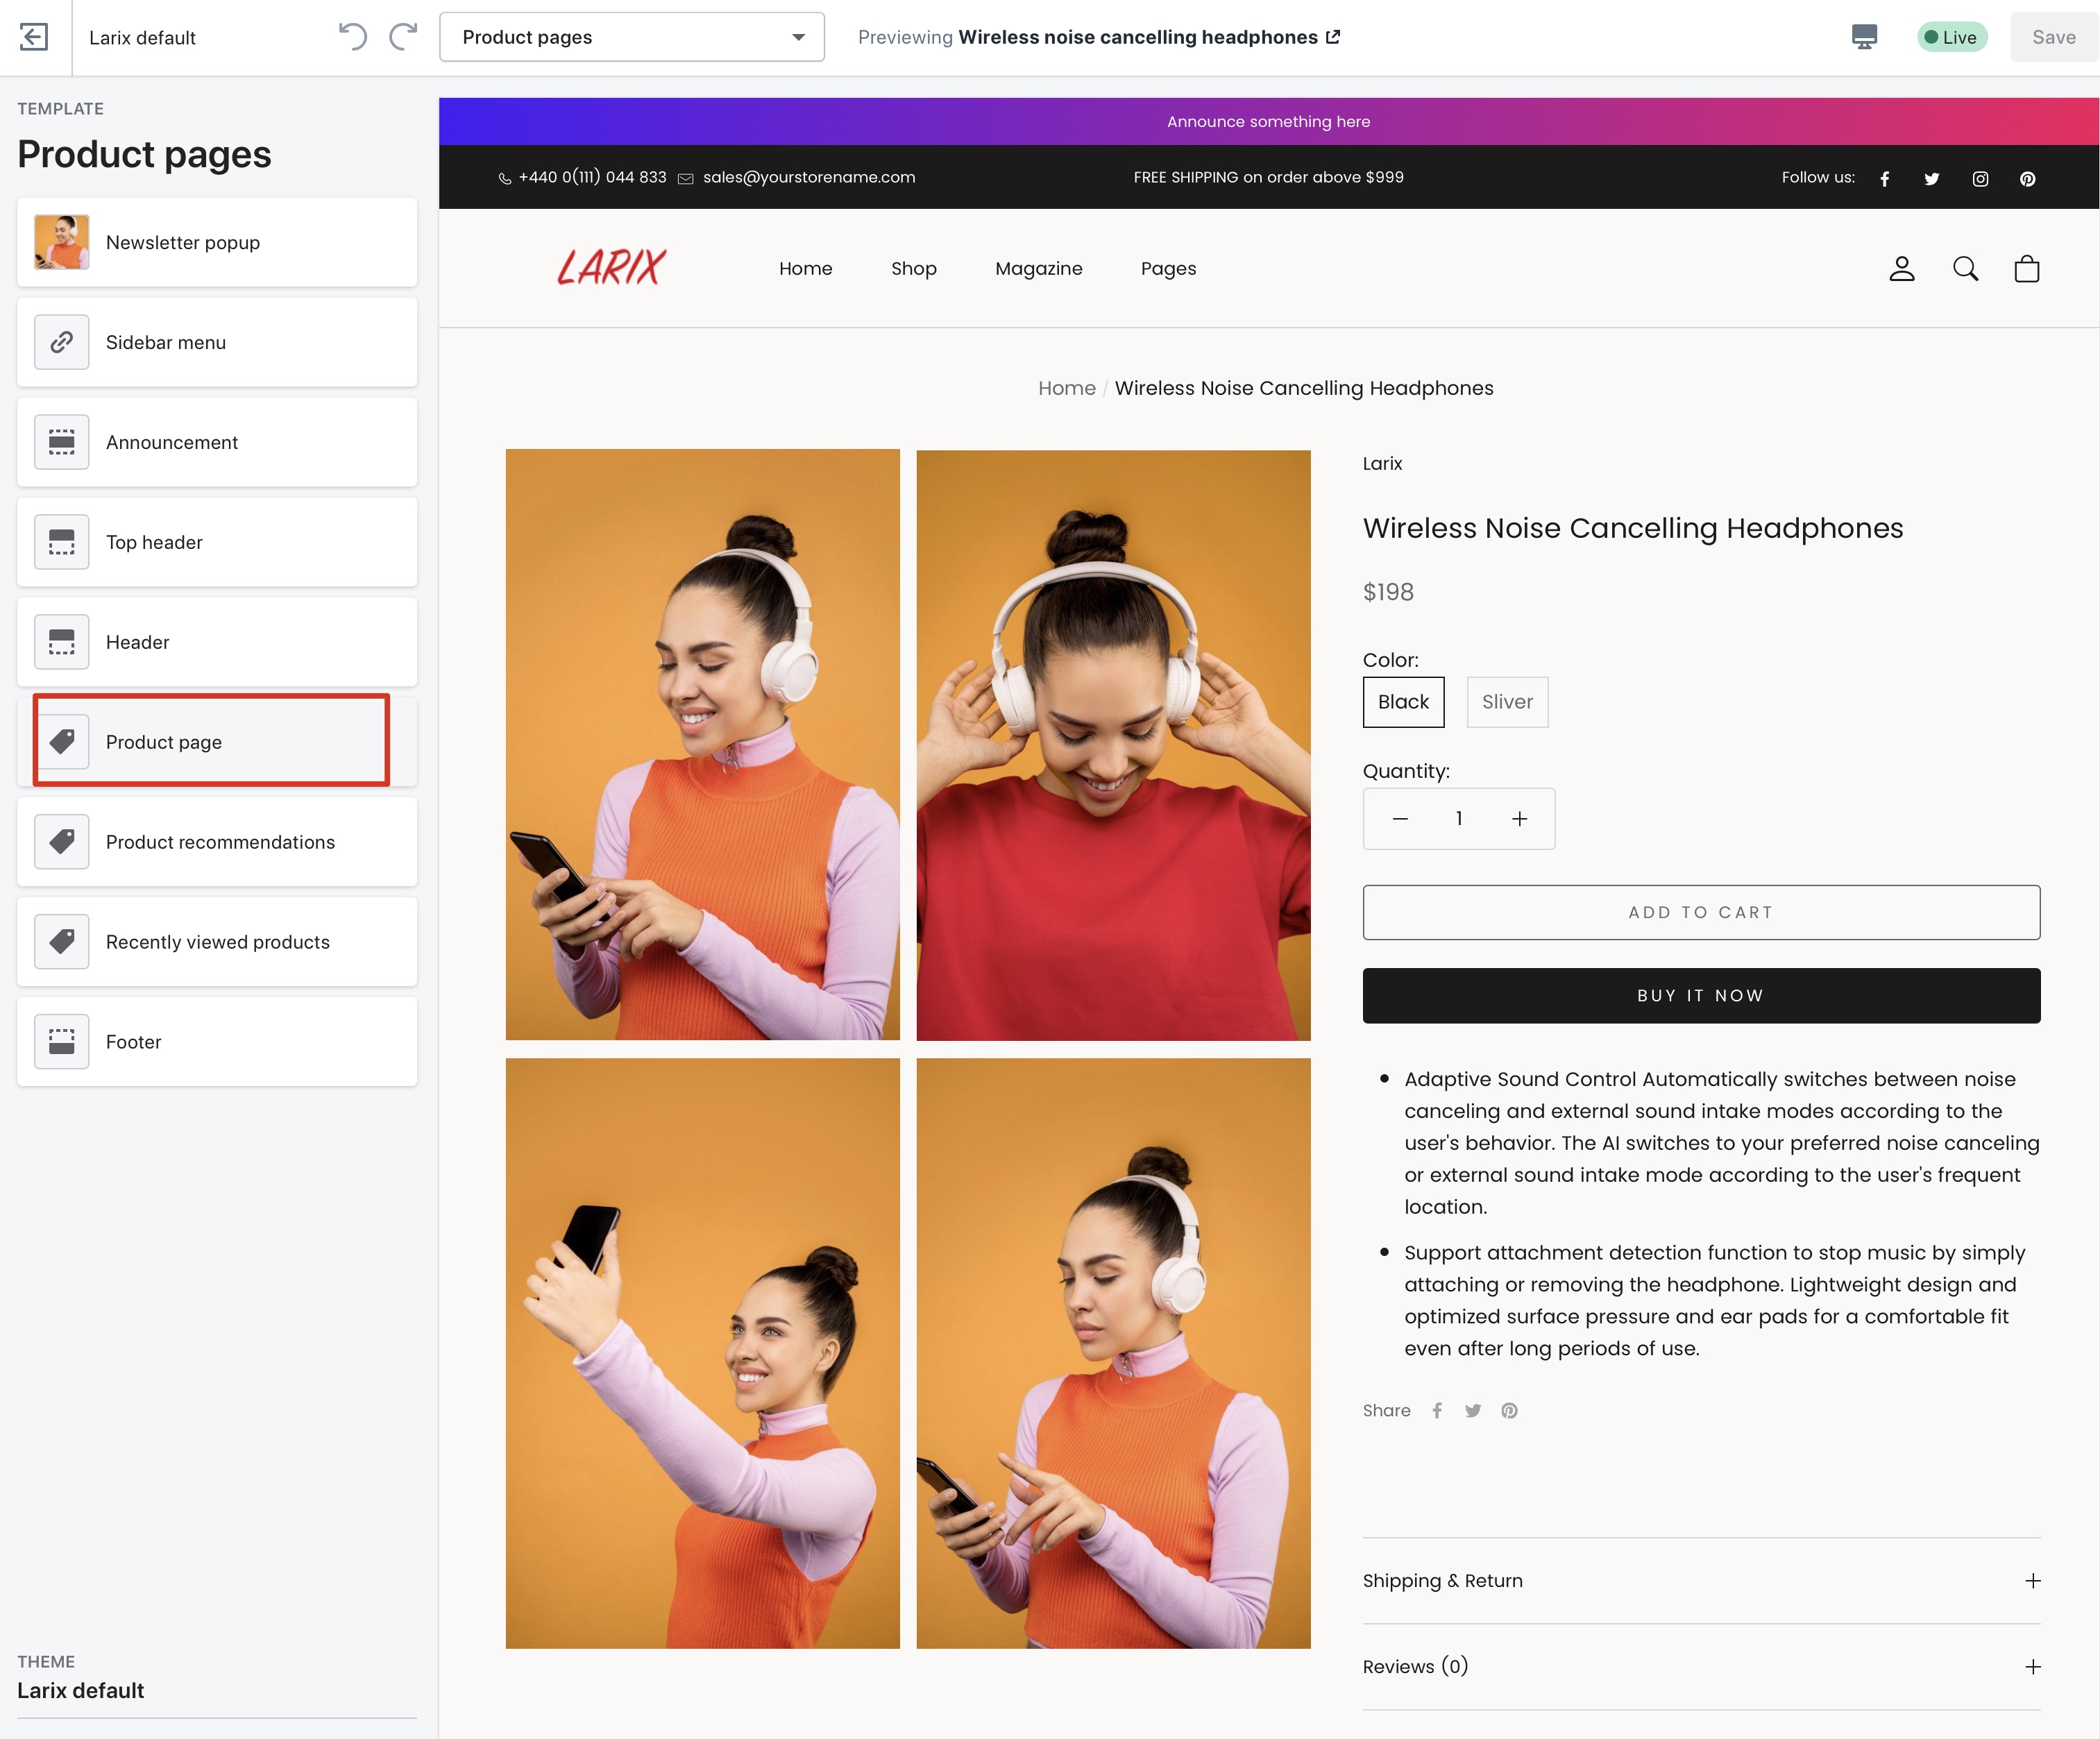 Larix default
Product pages
Previewing Wireless noise cancelling headphones
Live
Save
TEMPLATE
Product pages
Newsletter popup
Sidebar menu
Announcement
Top header
Header
Product page
Product recommendations
Recently viewed products
Footer
THEME
Larix default
Announce something here
+440 0(111) 044 833 sales@yourstorename.com
FREE SHIPPING on order above $999
Follow us:
LARIX
Home Shop Magazine Pages
Home / Wireless Noise Cancelling Headphones
Larix
Wireless Noise Cancelling Headphones
$198
Color:
Black Sliver
Quantity:
1
ADD TO CART
BUY IT NOW
Adaptive Sound Control Automatically switches between noise
canceling and external sound intake modes according to the
user's behavior. The AI switches to your preferred noise canceling
or external sound intake mode according to the user's frequent
location.
Support attachment detection function to stop music by simply
attaching or removing the headphone. Lightweight design and
optimized surface pressure and ear pads for a comfortable fit
even after long periods of use.
Share
Shipping & Return
Reviews (0)